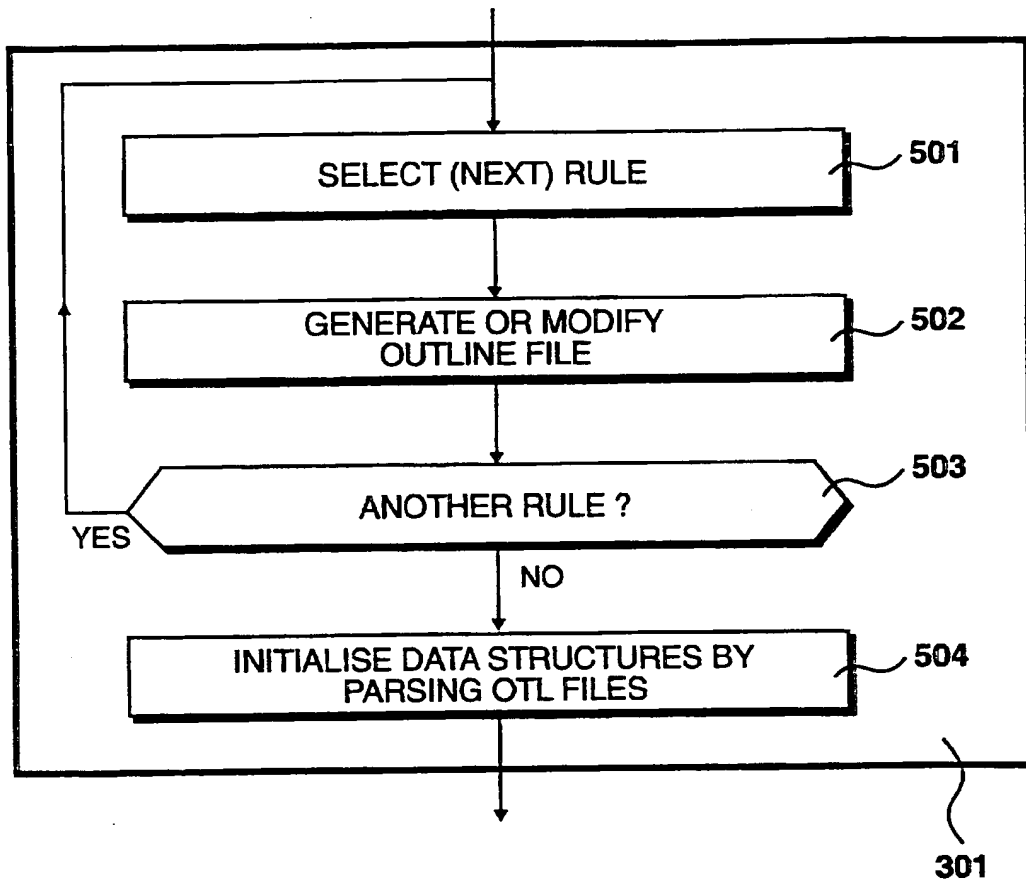 SELECT (NEXT) RULE
501
GENERATE OR MODIFY
OUTLINE FILE
502
ANOTHER RULE ?
503
YES
NO
INITIALISE DATA STRUCTURES BY
PARSING OTL FILES
504
301